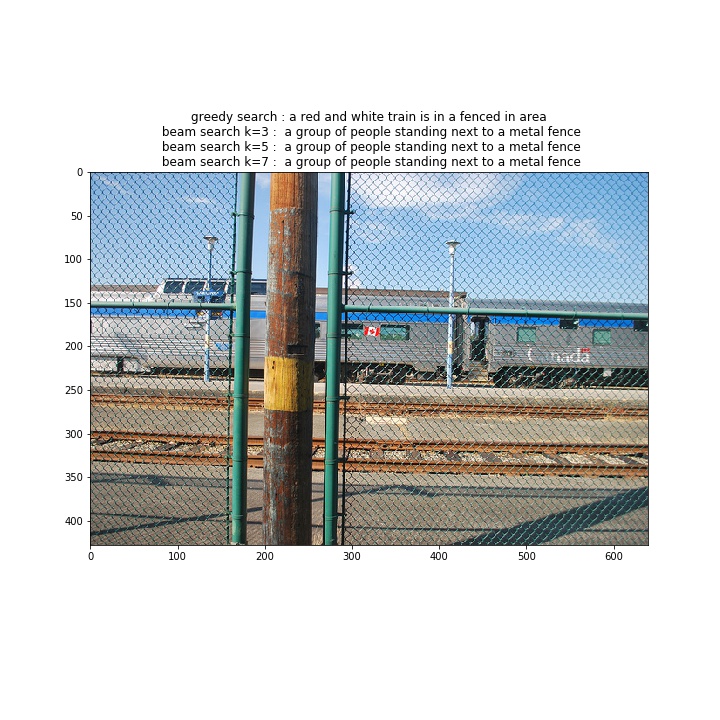 greedy search : a red and white train is in a fenced in area
beam search k=3 :  a group of people standing next to a metal fence
beam search k=5 :  a group of people standing next to a metal fence
beam search k=7 :  a group of people standing next to a metal fence
0
50
100
150
200
250
300
350
400
Canada
0 100 200 300 400 500 600